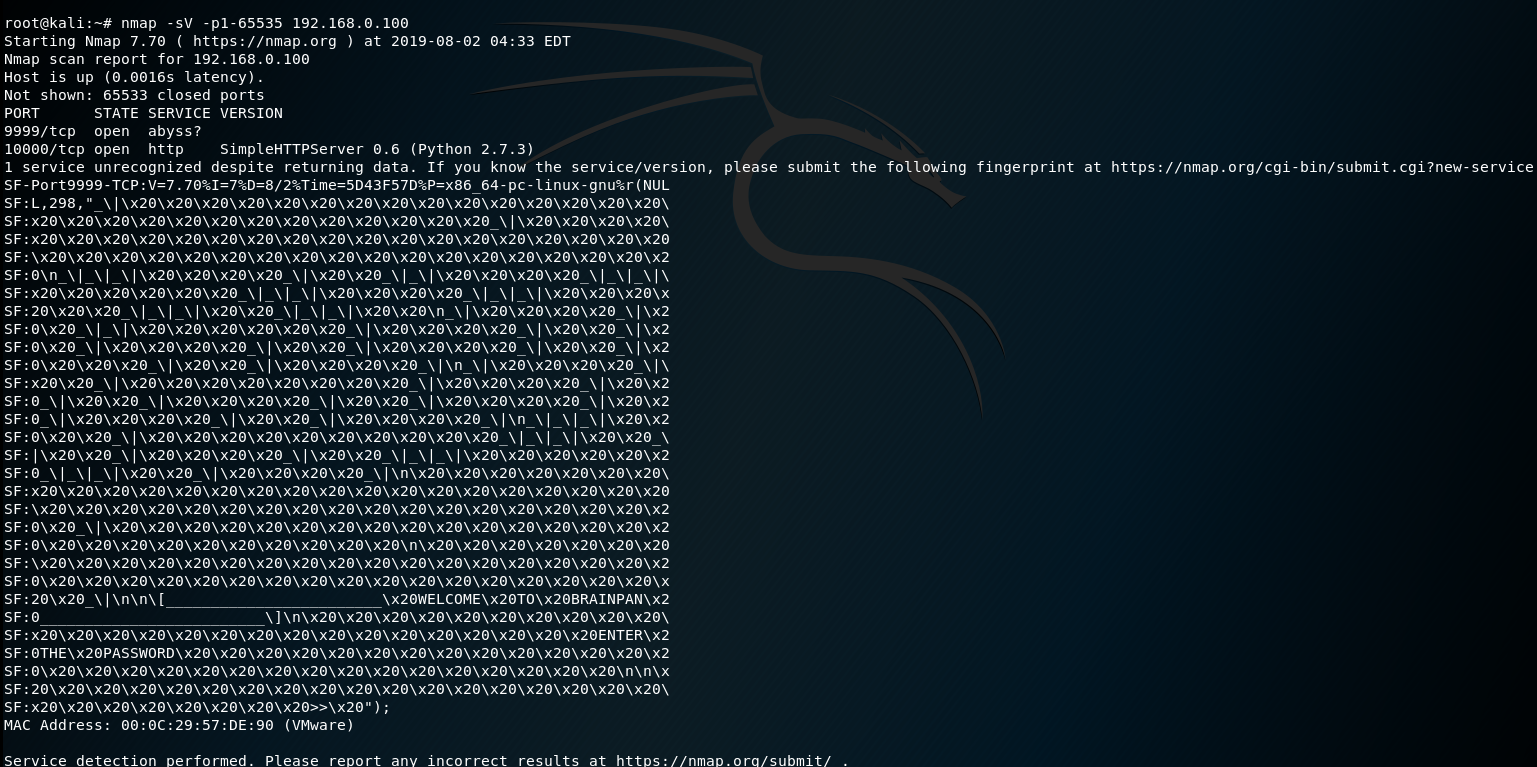 root@kali:~# nmap -sV -p1-65535 192.168.0.100
Starting Nmap 7.70 ( https://nmap.org ) at 2019-08-02 04:33 EDT
Nmap scan report for 192.168.0.100
Host is up (0.0016s latency).
Not shown: 65533 closed ports
PORT      STATE SERVICE VERSION
9999/tcp  open  abyss?
10000/tcp open  http    SimpleHTTPServer 0.6 (Python 2.7.3)
1 service unrecognized despite returning data. If you know the service/version, please submit the following fingerprint at https://nmap.org/cgi-bin/submit.cgi?new-service
SF-Port9999-TCP:V=7.70%I=7%D=8/2%Time=5D43F57D%P=x86_64-pc-linux-gnu%r(NUL
SF:L,298,"_\|\x20\x20\x20\x20\x20\x20\x20\x20\x20\x20\x20\x20\x20\x20\x20\
SF:x20\x20\x20\x20\x20\x20\x20\x20\x20\x20\x20\x20\x20_\|\x20\x20\x20\x20\
SF:x20\x20\x20\x20\x20\x20\x20\x20\x20\x20\x20\x20\x20\x20\x20\x20\x20\x20
SF:\x20\x20\x20\x20\x20\x20\x20\x20\x20\x20\x20\x20\x20\x20\x20\x20\x20\x2
SF:0\n_\|_\|_\|\x20\x20\x20\x20_\|\x20\x20_\|_\|\x20\x20\x20\x20_\|_\|_\|\
SF:x20\x20\x20\x20\x20\x20_\|_\|_\|\x20\x20\x20\x20_\|_\|_\|\x20\x20\x20\x
SF:20\x20\x20_\|_\|_\|\x20\x20_\|_\|_\|\x20\x20\n_\|\x20\x20\x20\x20_\|\x2
SF:0\x20_\|_\|\x20\x20\x20\x20\x20\x20_\|\x20\x20\x20\x20_\|\x20\x20_\|\x2
SF:0\x20_\|\x20\x20\x20\x20_\|\x20\x20_\|\x20\x20\x20\x20_\|\x20\x20_\|\x2
SF:0\x20\x20\x20_\|\x20\x20_\|\x20\x20\x20\x20_\|\n_\|\x20\x20\x20\x20_\|\
SF:x20\x20_\|\x20\x20\x20\x20\x20\x20\x20\x20_\|\x20\x20\x20\x20_\|\x20\x2
SF:0_\|\x20\x20_\|\x20\x20\x20\x20_\|\x20\x20_\|\x20\x20\x20\x20_\|\x20\x2
SF:0_\|\x20\x20\x20\x20_\|\x20\x20_\|\x20\x20\x20\x20_\|\n_\|_\|_\|\x20\x2
SF:0\x20\x20_\|\x20\x20\x20\x20\x20\x20\x20\x20\x20\x20_\|_\|_\|\x20\x20_\
SF:|\x20\x20_\|\x20\x20\x20\x20_\|\x20\x20_\|_\|_\|\x20\x20\x20\x20\x20\x2
SF:0_\|_\|_\|\x20\x20_\|\x20\x20\x20\x20_\|\n\x20\x20\x20\x20\x20\x20\x20\
SF:x20\x20\x20\x20\x20\x20\x20\x20\x20\x20\x20\x20\x20\x20\x20\x20\x20\x20
SF:\x20\x20\x20\x20\x20\x20\x20\x20\x20\x20\x20\x20\x20\x20\x20\x20\x20\x2
SF:0\x20_\|\x20\x20\x20\x20\x20\x20\x20\x20\x20\x20\x20\x20\x20\x20\x20\x2
SF:0\x20\x20\x20\x20\x20\x20\x20\x20\x20\x20\n\x20\x20\x20\x20\x20\x20\x20
SF:\x20\x20\x20\x20\x20\x20\x20\x20\x20\x20\x20\x20\x20\x20\x20\x20\x20\x2
SF:0\x20\x20\x20\x20\x20\x20\x20\x20\x20\x20\x20\x20\x20\x20\x20\x20\x20\x
SF:20\x20_\|\n\n\[________________________\x20WELCOME\x20TO\x20BRAINPAN\x2
SF:0_________________________\]\n\x20\x20\x20\x20\x20\x20\x20\x20\x20\x20\
SF:x20\x20\x20\x20\x20\x20\x20\x20\x20\x20\x20\x20\x20\x20\x20\x20ENTER\x2
SF:0THE\x20PASSWORD\x20\x20\x20\x20\x20\x20\x20\x20\x20\x20\x20\x20\x20\x2
SF:0\x20\x20\x20\x20\x20\x20\x20\x20\x20\x20\x20\x20\x20\x20\x20\x20\n\n\x
SF:20\x20\x20\x20\x20\x20\x20\x20\x20\x20\x20\x20\x20\x20\x20\x20\x20\x20\
SF:x20\x20\x20\x20\x20\x20\x20\x20>>\x20");
MAC Address: 00:0C:29:57:DE:90 (VMware)

Service detection performed. Please report any incorrect results at https://nmap.org/submit/ .